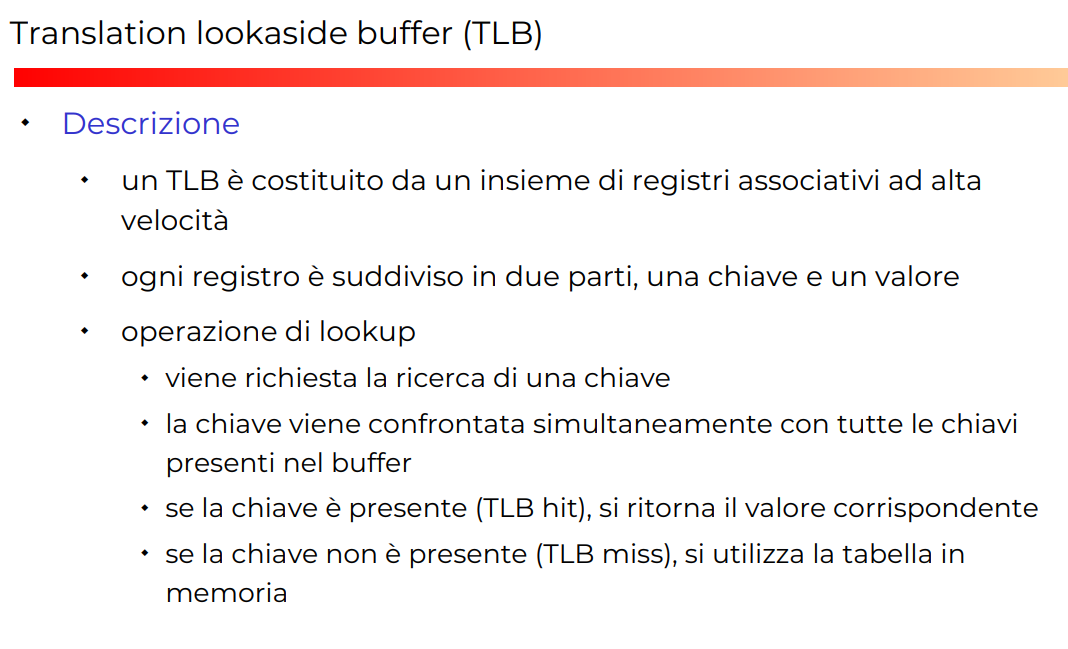 Translation lookaside buffer (TLB)
Descrizione
un TLB è costituito da un insieme di registri associativi ad alta
velocità
ogni registro è suddiviso in due parti, una chiave e un valore
operazione di lookup
viene richiesta la ricerca di una chiave
la chiave viene confrontata simultaneamente con tutte le chiavi
presenti nel buffer
se la chiave è presente (TLB hit), si ritorna il valore corrispondente
se la chiave non è presente (TLB miss), si utilizza la tabella in
memoria